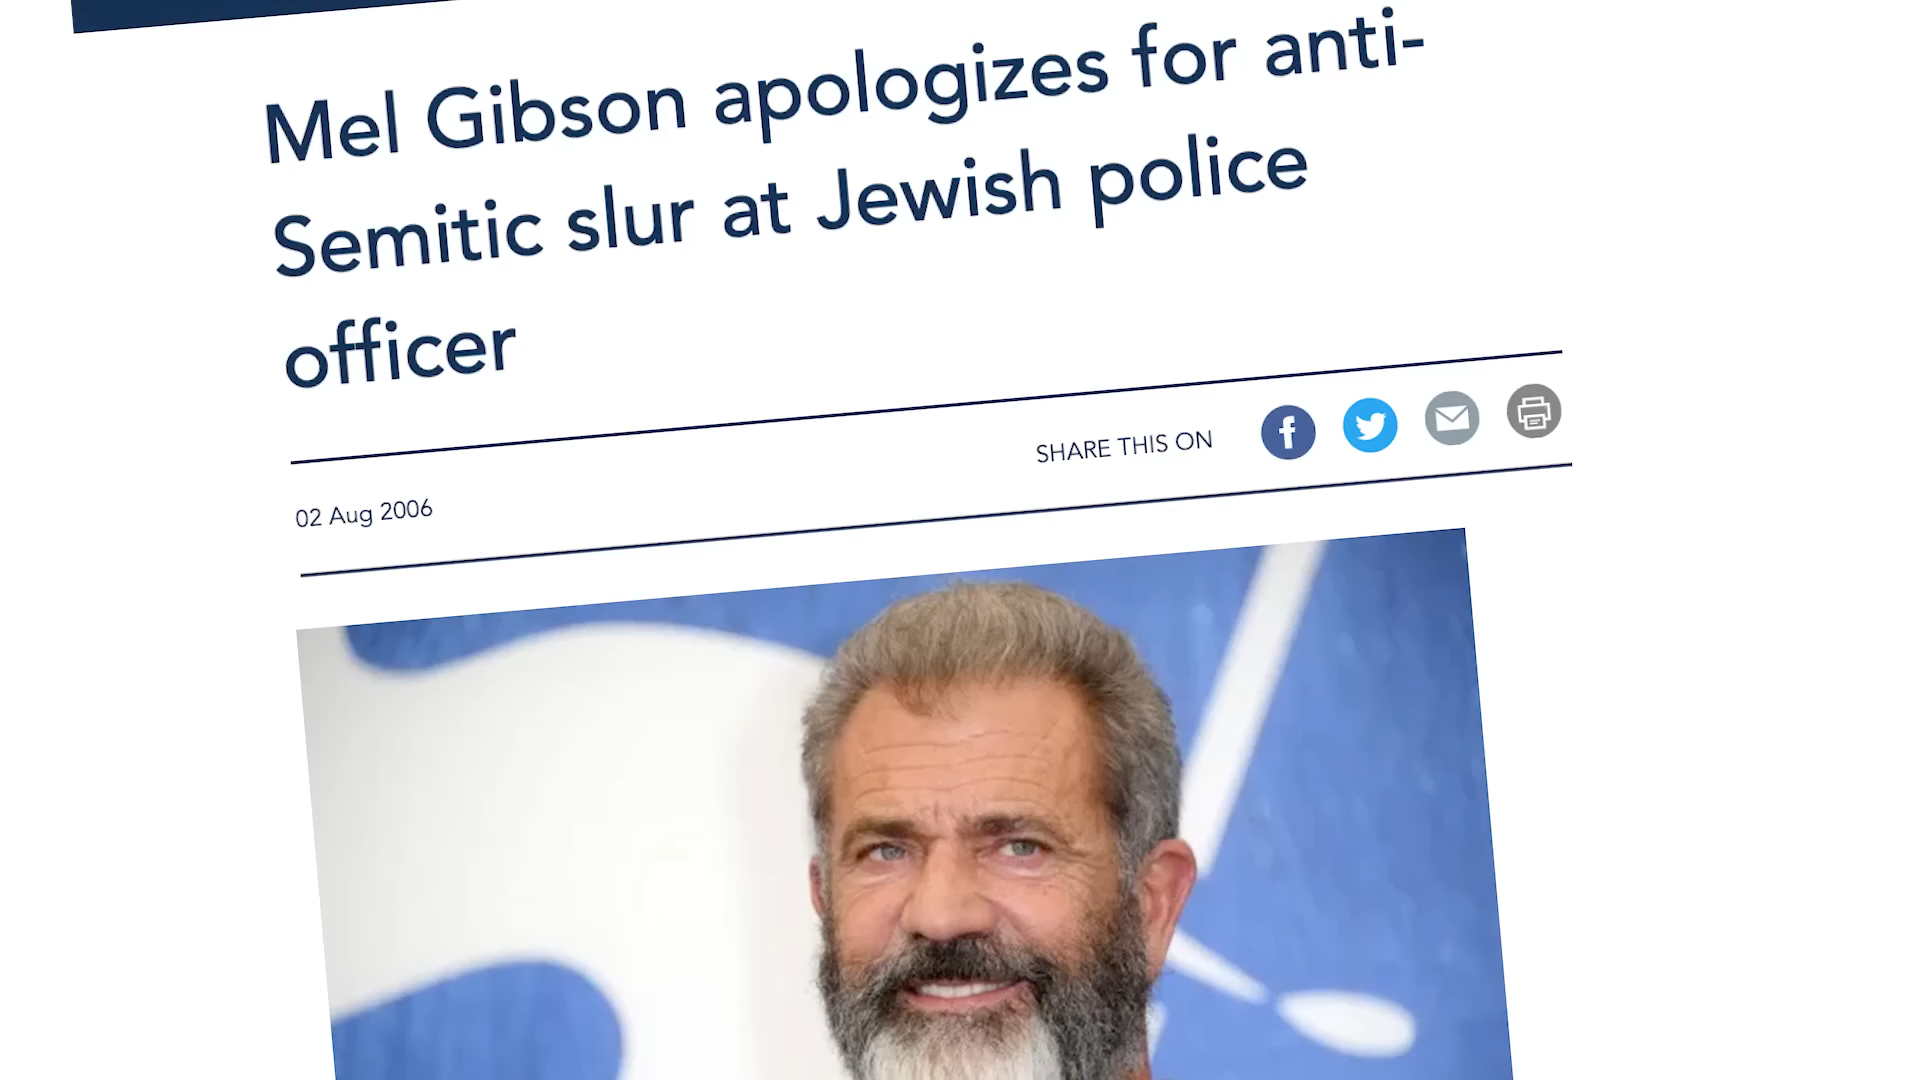 Mel Gibson apologizes for anti-
Semitic slur at Jewish police
officer
SHARE THIS ON
02 Aug 2006